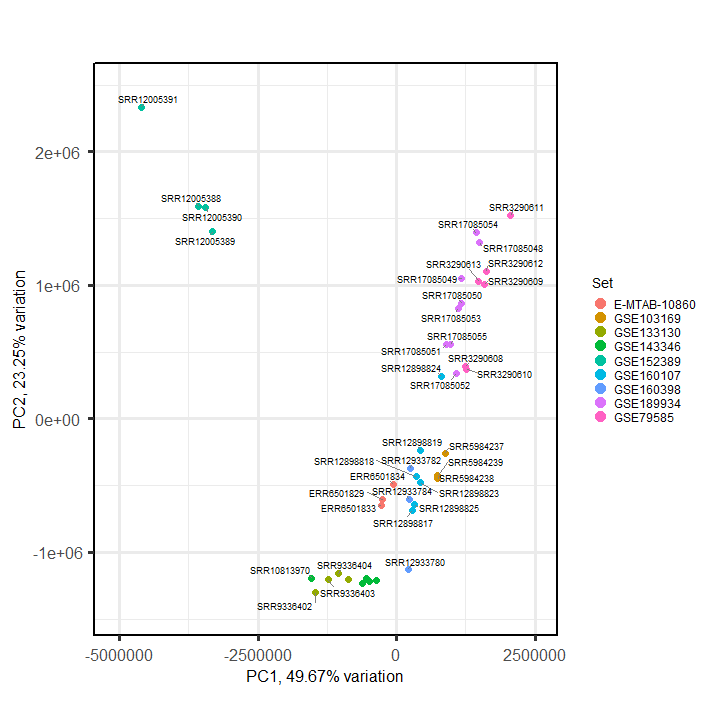 SRR12005391
2e+06
SRR12005388
SRR12005390
SRR12005389
SRR3290611
SRR17085054
SRR17085048
SRR3290613
SRR3290612
1e+06
SRR17085049
SRR3290609
SRR17085050
SRR17085053
SRR17085055
SRR17085051
SRR3290608
SRR12898824
SRR3290610
SRR17085052
0e+00
SRR12898819
SRR5984237
SRR12898818
SRR12933782
SRR5984239
ERR6501834
SRR5984238
ERR6501829
SRR12933784
SRR12898823
ERR6501833
SRR12898825
SRR12898817
-1e+06
SRR12933780
SRR10813970
SRR9336404
SRR9336403
SRR9336402
-5000000
-2500000
0
2500000
PC1, 49.67% variation
PC2, 23.25% variation
Set
E-MTAB-10860
GSE103169
GSE133130
GSE143346
GSE152389
GSE160107
GSE160398
GSE189934
GSE79585